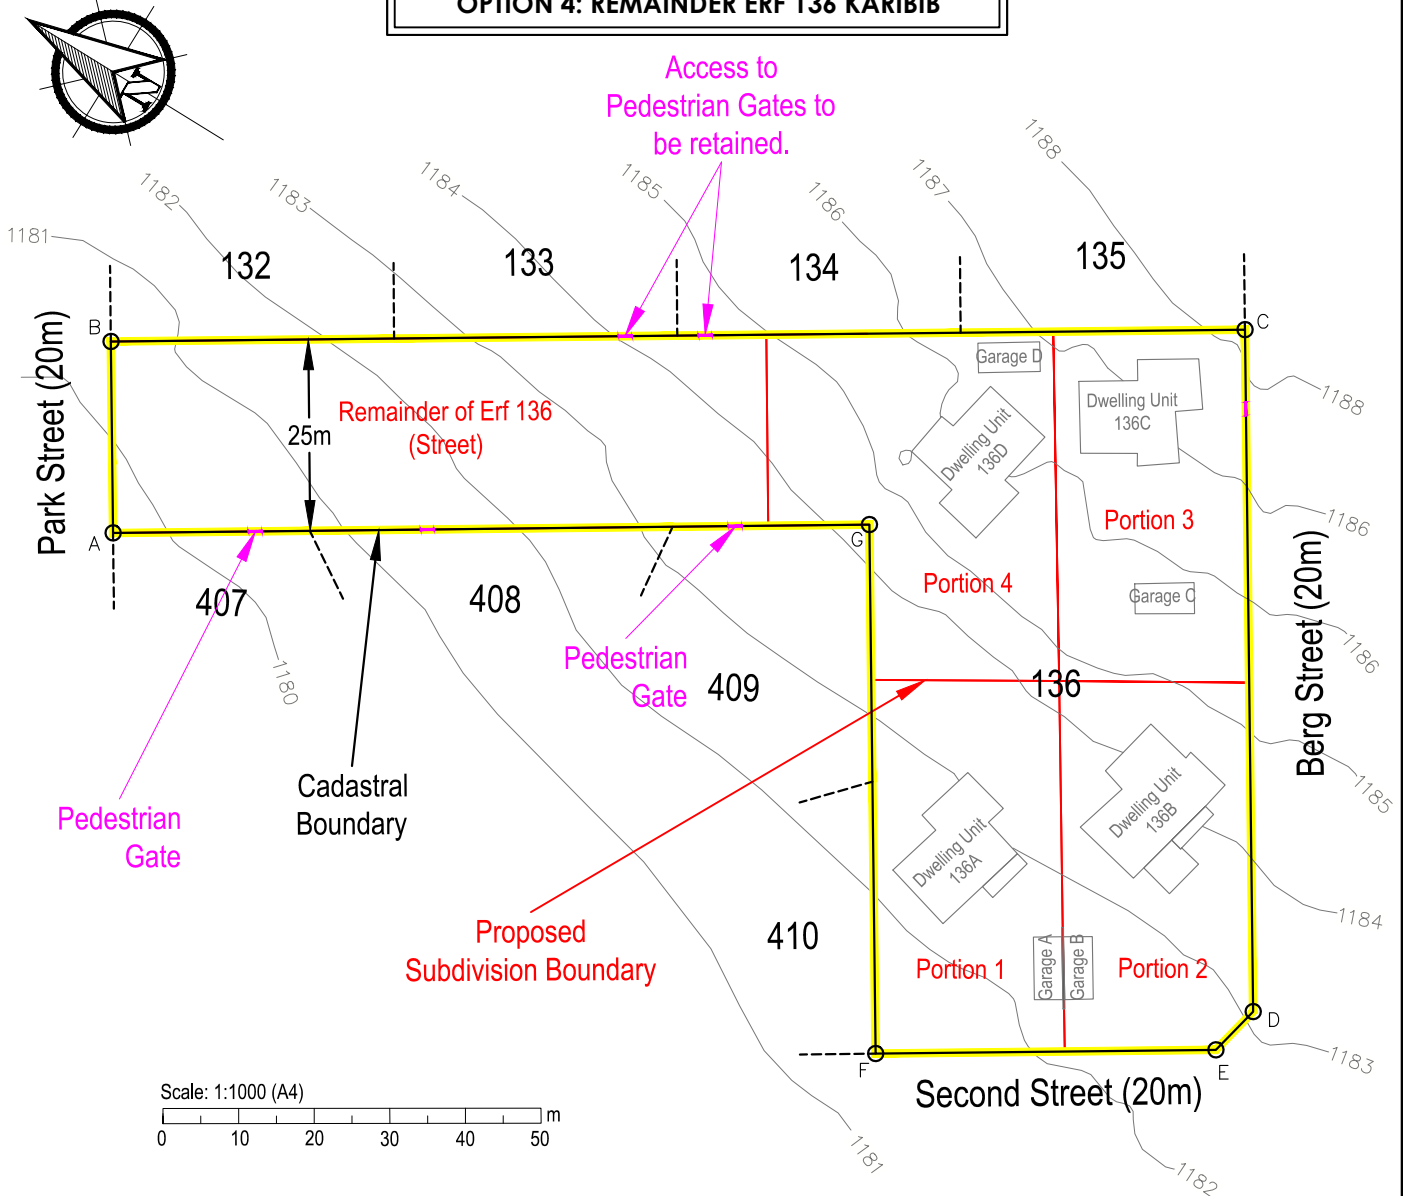 OPTION 4: REMAINDER ERF 136 KARIBIB
Access to
Pedestrian Gates to
be retained.
1181
1182
1183
1184
1185
1186
1187
1188
132
133
134
135
B
C
Park Street (20m)
Remainder of Erf 136
(Street)
25m
Garage D
Dwelling Unit
136C
Dwelling Unit
136D
1188
Portion 3
1186
A
G
Portion 4
Garage C
407
408
409
136
1180
1186
Berg Street (20m)
Pedestrian
Gate
Cadastral
Boundary
Pedestrian
Gate
Dwelling Unit
136B
Dwelling Unit
136A
1185
1184
Proposed
Subdivision Boundary
410
Portion 1
Garage A
Garage B
Portion 2
D
E
F
1183
Second Street (20m)
Scale: 1:1000 (A4)
m
0 10 20 30 40 50
1181
1182